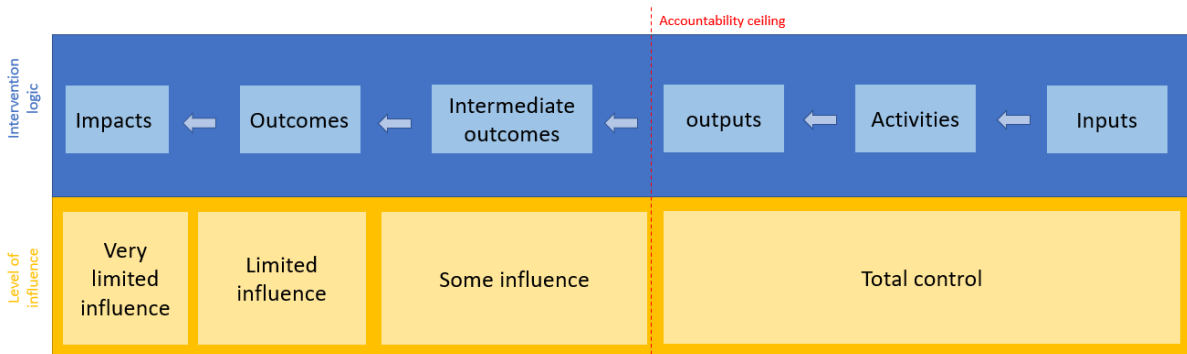 Accountability ceiling
Intervention
logic
Impacts
Outcomes
Intermediate
outcomes
outputs
Activities
Inputs
Level of
influence
Very
limited
influence
Limited
influence
Some influence
Total control